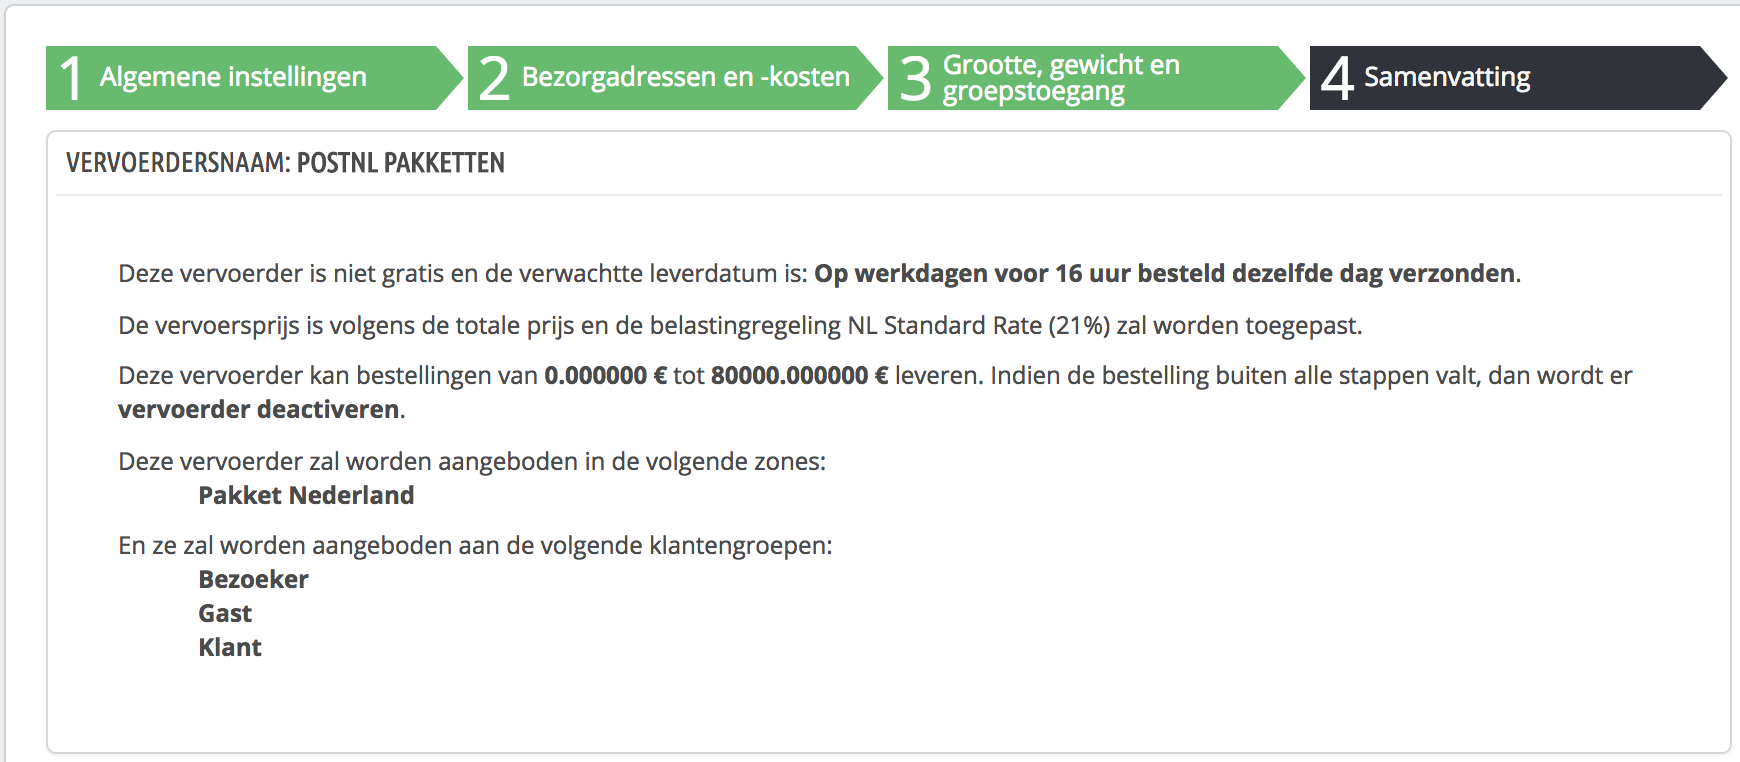 1 Algemene instellingen
2 Bezorgadressen en -kosten
3 Grootte, gewicht en
groepstoegang
4 Samenvatting
VERVOERDERSNAAM: POSTNL PAKKETTEN
Deze vervoerder is niet gratis en de verwachtte leverdatum is: Op werkdagen voor 16 uur besteld dezelfde dag verzonden.
De vervoersprijs is volgens de totale prijs en de belastingregeling NL Standard Rate (21%) zal worden toegepast.
Deze vervoerder kan bestellingen van 0.000000 € tot 80000.000000 € leveren. Indien de bestelling buiten alle stappen valt, dan wordt er
vervoerder deactiveren.
Deze vervoerder zal worden aangeboden in de volgende zones:
Pakket Nederland
En ze zal worden aangeboden aan de volgende klantengroepen:
Bezoeker
Gast
Klant